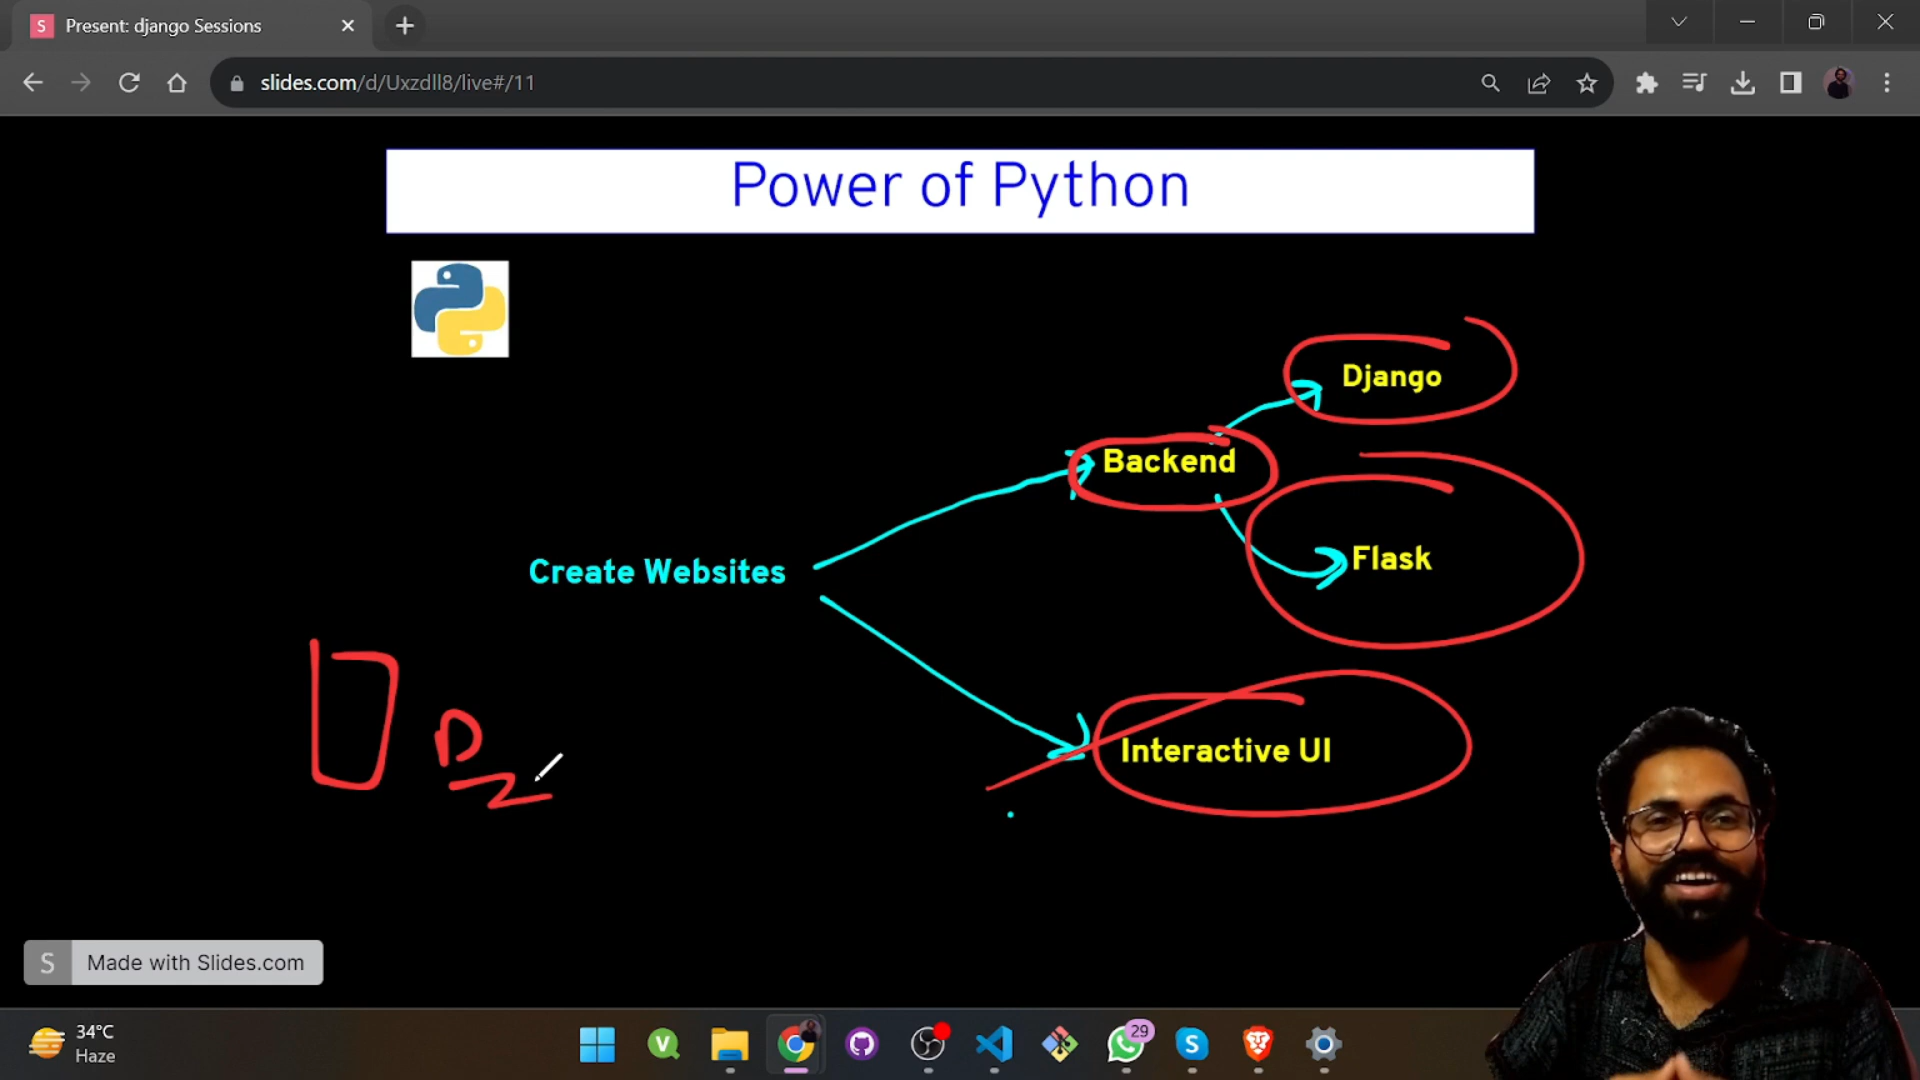 S Present: django Sessions
slides.com/d/Uxzdll8/live#/11
Power of Python
Django
Backend
Create Websites
Flask
Interactive UI
D
S Made with Slides.com
34°C
Haze
V
29
S